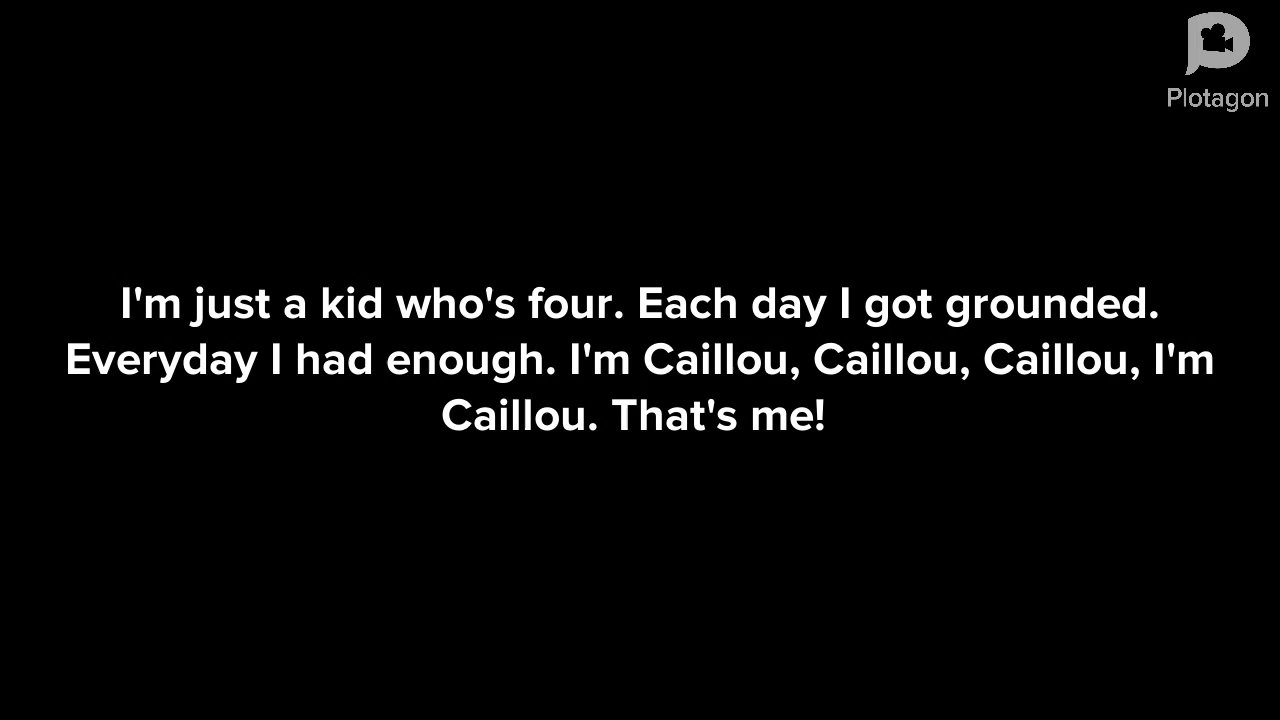 Plotagon
I'm just a kid who's four. Each day I got grounded.
Everyday I had enough. I'm Caillou, Caillou, Caillou, I'm
Caillou. That's me!